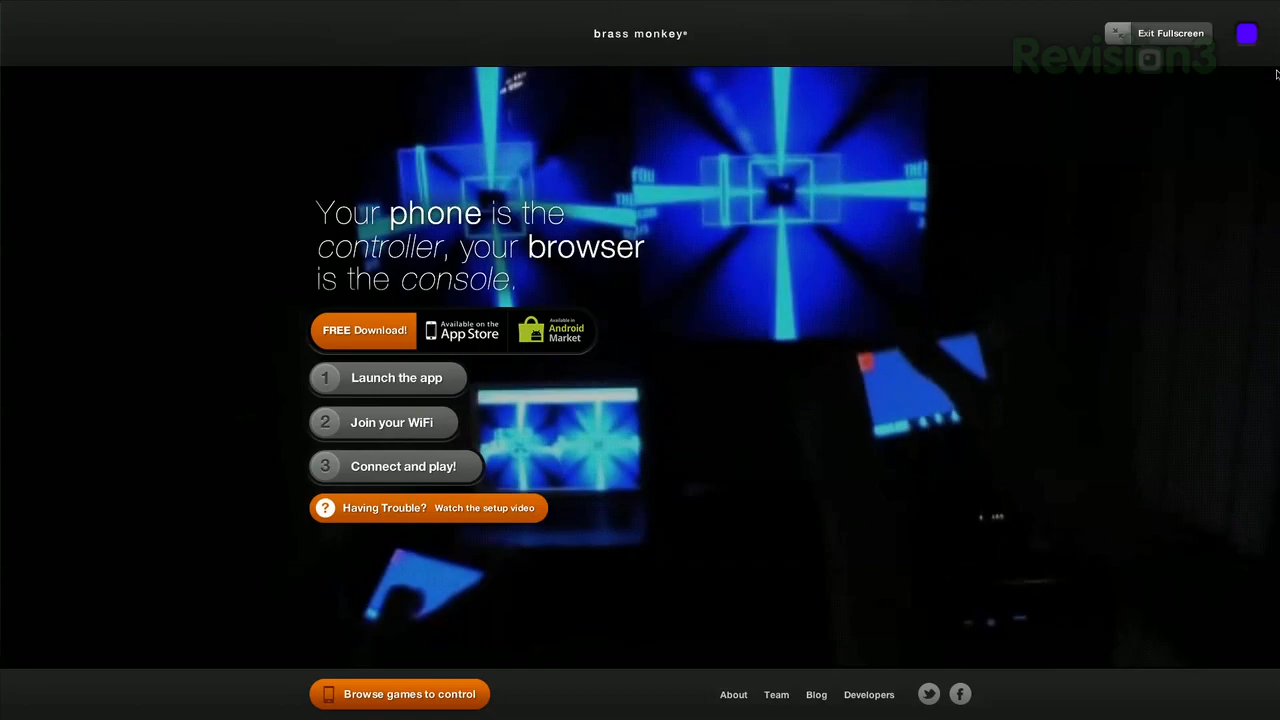 brass monkey®
Exit Fullscreen
Revision3
YOU
Your phone is the
controller, your browser
is the console.
FREE Download!
Available on the
App Store
Available in
Android
Market
1 Launch the app
2 Join your WiFi
3 Connect and play!
? Having Trouble? Watch the setup video
Browse games to control
About Team Blog Developers